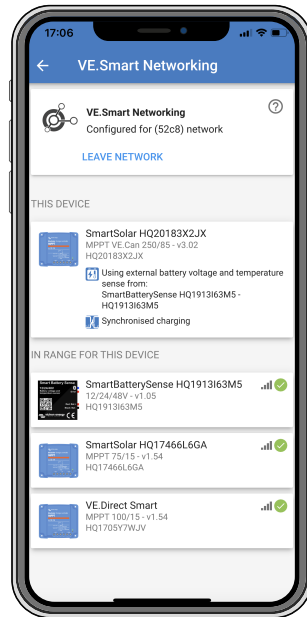 17:06
VE.Smart Networking
VE.Smart Networking
Configured for (52c8) network
LEAVE NETWORK
THIS DEVICE
SmartSolar HQ20183X2JX
MPPT VE.Can 250/85 - v3.02
HQ20183X2JX
Using external battery voltage and temperature
sense from:
SmartBatterySense HQ1913I63M5 -
HQ1913I63M5
Synchronised charging
IN RANGE FOR THIS DEVICE
Smart Battery Sense
SmartBatterySense HQ1913I63M5
12/24/48V - v1.05
HQ1913I63M5
SmartSolar HQ17466L6GA
MPPT 75/15 - v1.54
HQ17466L6GA
VE.Direct Smart
MPPT 100/15 - v1.54
HQ1705Y7WJV